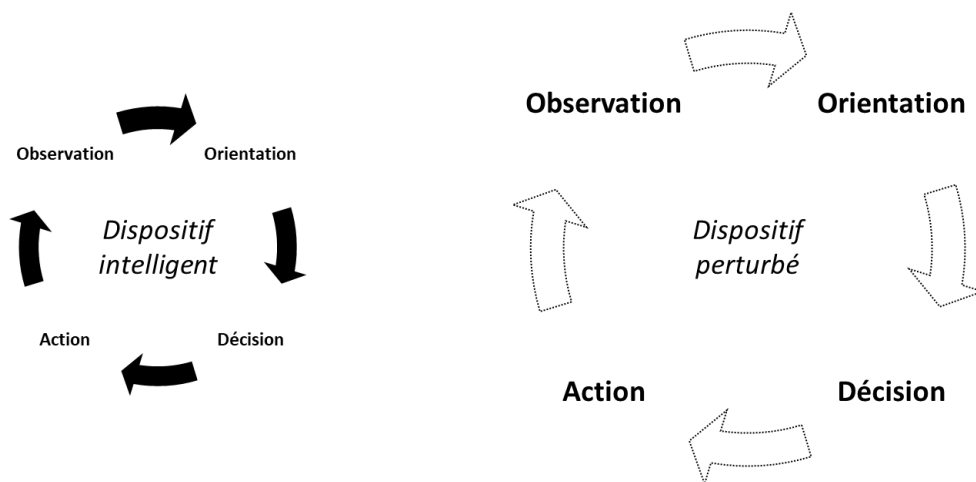 Observation
Orientation
Dispositif
intelligent
Action
Décision
Observation
Orientation
Dispositif
perturbé
Action
Décision